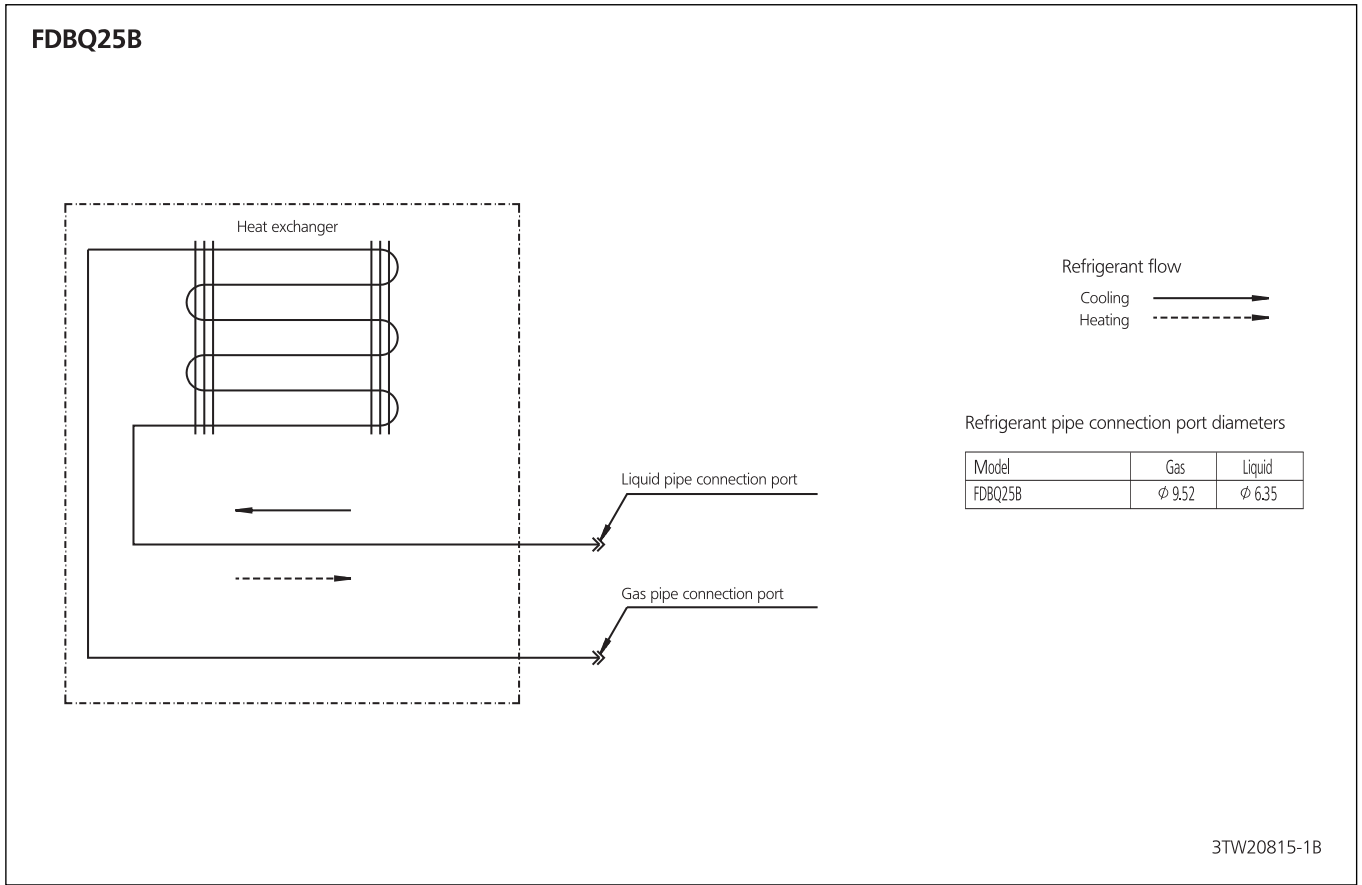 FDBQ25B
Heat exchanger
Refrigerant flow
Cooling
Heating
Refrigerant pipe connection port diameters
Model Gas Liquid
FDBQ25B ϕ 9.52 ϕ 6.35
Liquid pipe connection port
Gas pipe connection port
3TW20815-1B